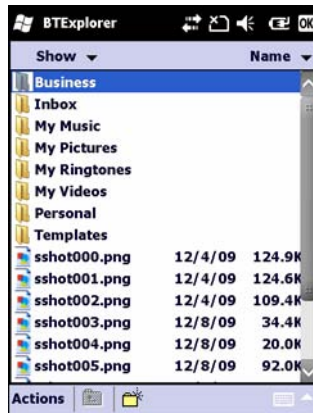 BTExplorer OK
Show Name
Business
Inbox
My Music
My Pictures
My Ringtones
My Videos
Personal
Templates
sshot000.png 12/4/09 124.9K
sshot001.png 12/4/09 124.6K
sshot002.png 12/4/09 109.4K
sshot003.png 12/8/09 34.4K
sshot004.png 12/8/09 20.0K
sshot005.png 12/8/09 92.0K
Actions